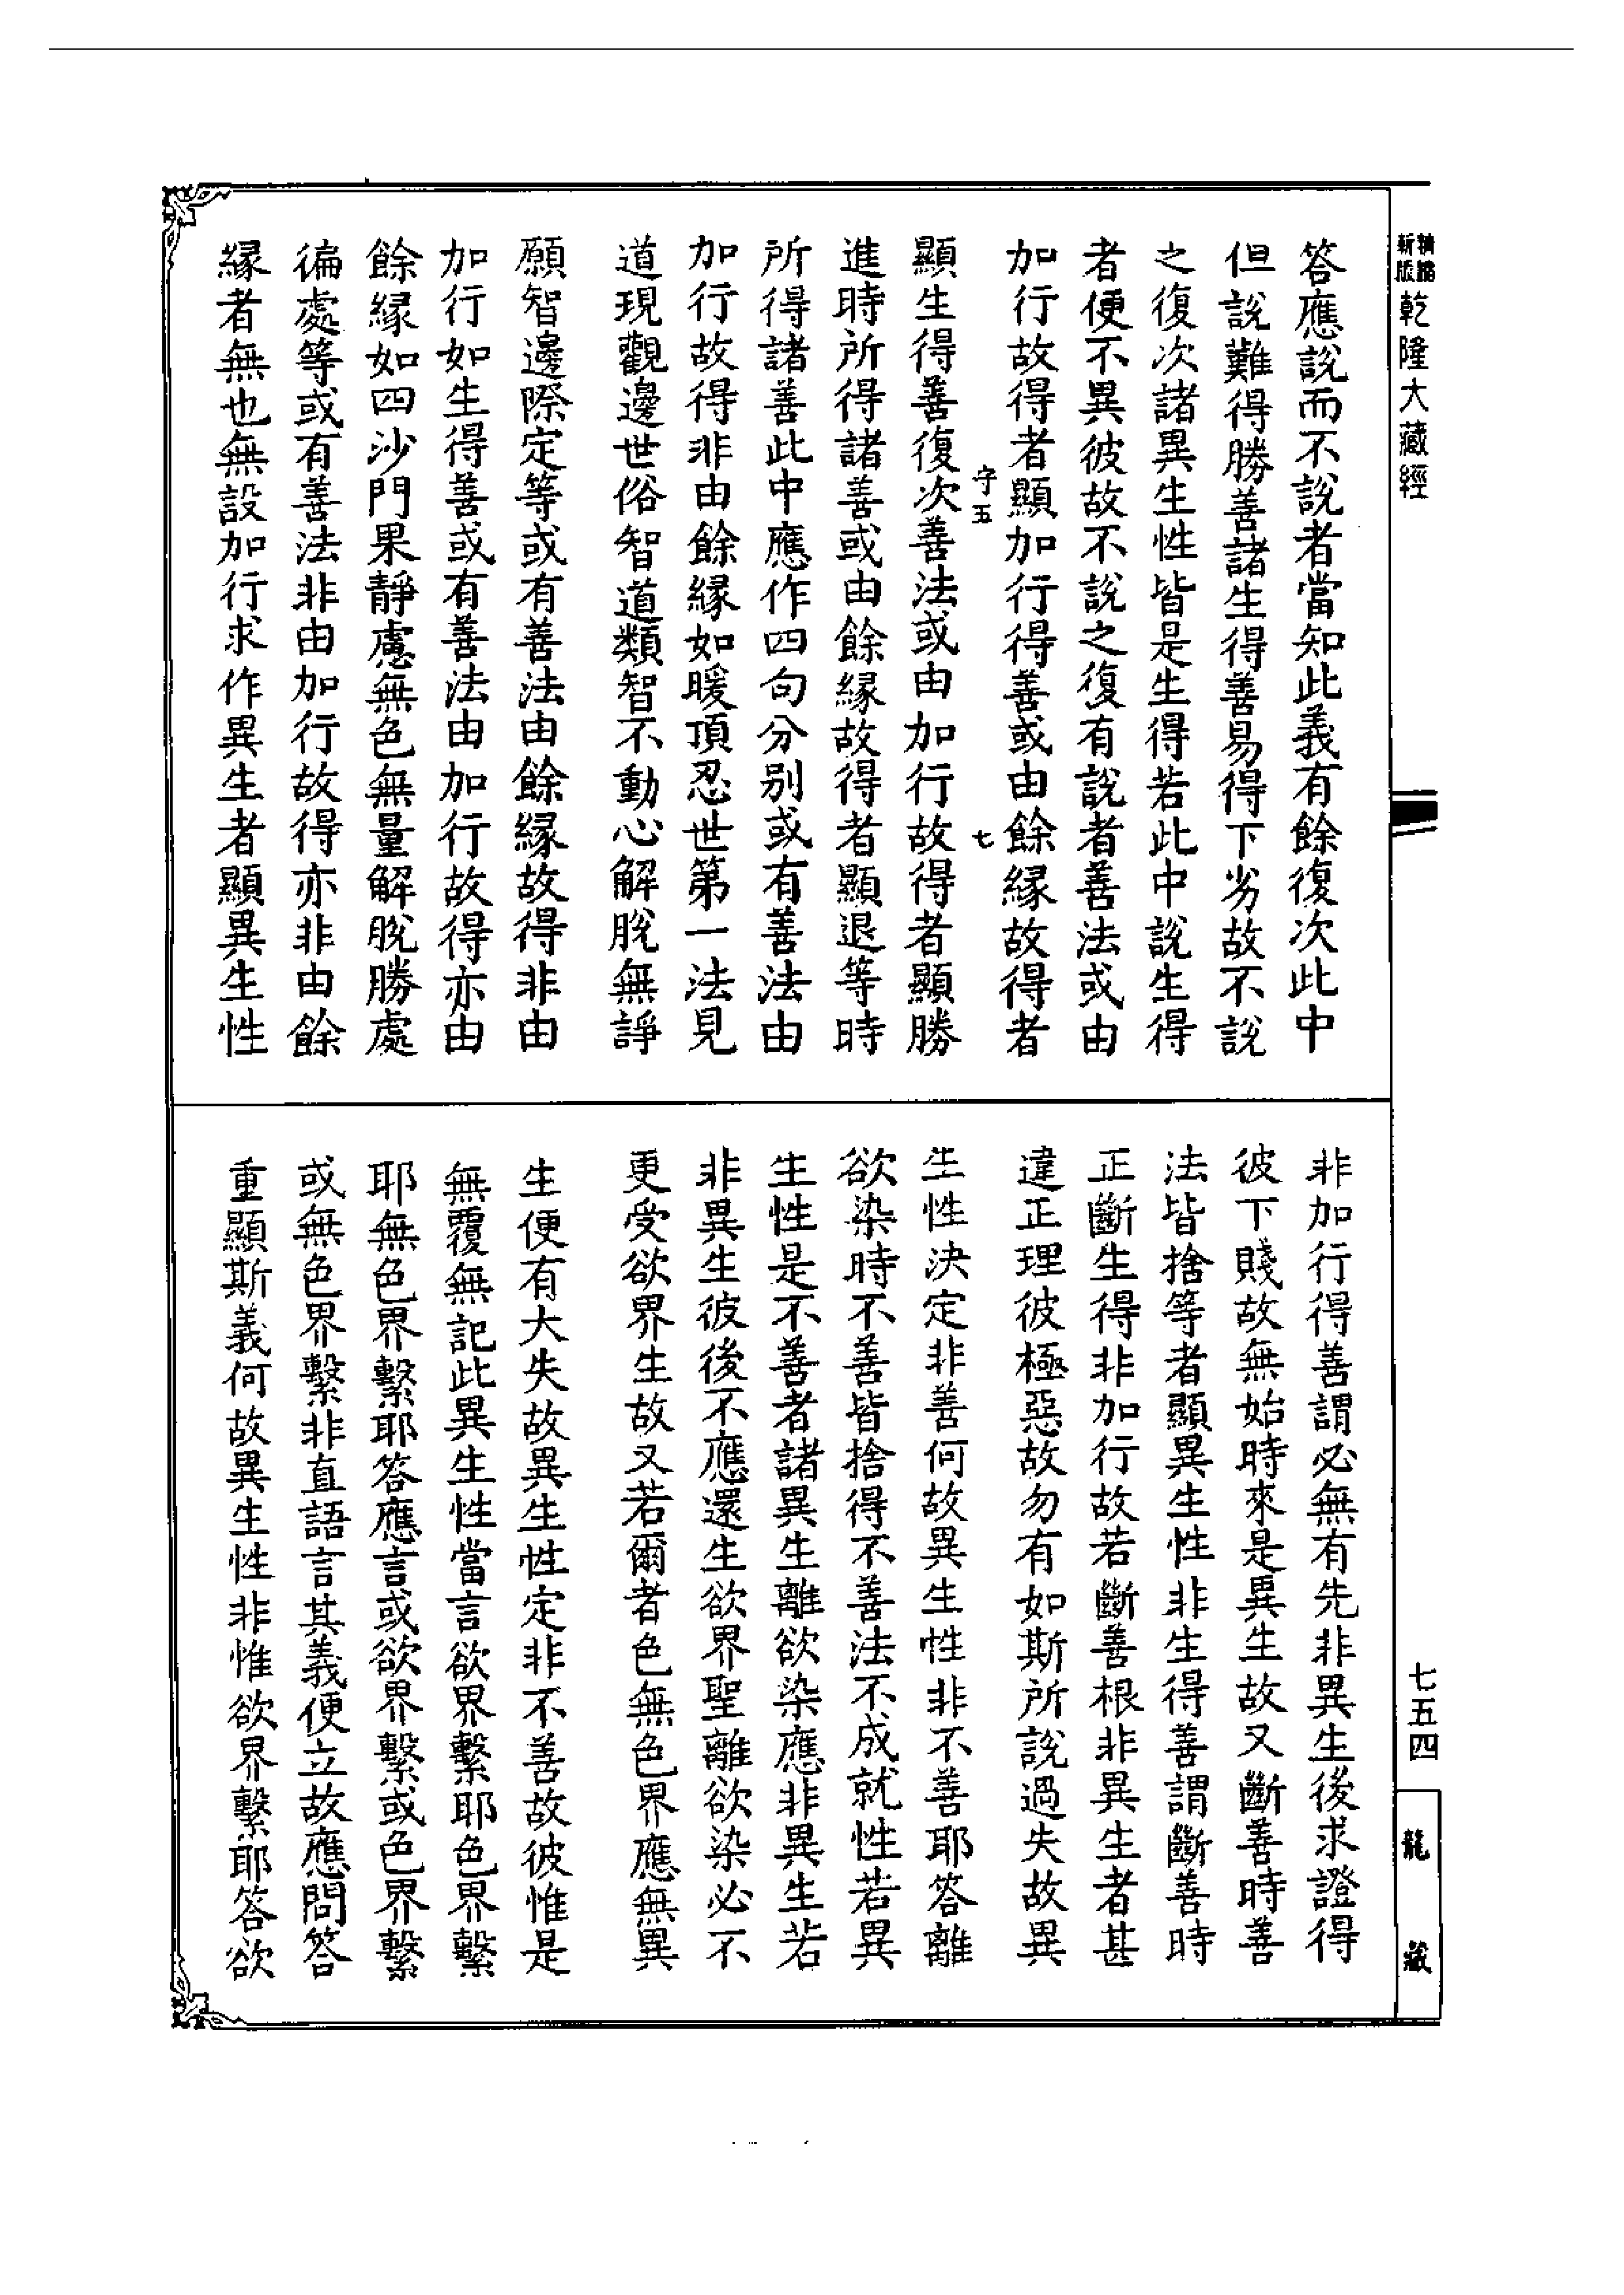 新版
精縮
乾隆大藏經
答應說而不說者當知此義有餘復次此中
但說難得勝善諸生得善易得下劣故不說
之復次諸異生性皆是生得若此中說生得
者便不異彼故不說之復有說者善法或由
加行故得者顯加行得善或由餘緣故得者
守五
七
顯生得善復次善法或由加行故得者顯勝
進時所得諸善或由餘緣故得者顯退等時
所得諸善此中應作四句分別或有善法由
加行故得非由餘緣如暖頂忍世第一法見
道現觀邊世俗智道類智不動心解脫無諍
願智邊際定等或有善法由餘緣故得非由
加行如生得善或有善法由加行故得亦由
餘緣如四沙門果靜慮無色無量解脫勝處
徧處等或有善法非由加行故得亦非由餘
緣者無也無設加行求作異生者顯異生性
非加行得善謂必無有先非異生後求證得
彼下賤故無始時來是異生故又斷善時善
法皆捨等者顯異生性非生得善謂斷善時
正斷生得非加行故若斷善根非異生者甚
違正理彼極惡故勿有如斯所說過失故異
生性決定非善何故異生性非不善耶答離
欲染時不善皆捨得不善法不成就性若異
生性是不善者諸異生離欲染應非異生若
非異生彼後不應還生欲界聖離欲染必不
更受欲界生故又若爾者色無色界應無異
生便有大失故異生性定非不善故彼惟是
無覆無記此異生性當言欲界繫耶色界繫
耶無色界繫耶答應言或欲界繫或色界繫
或無色界繫非直語言其義便立故應問答
重顯斯義何故異生性非惟欲界繫耶答欲
七五四
龍藏